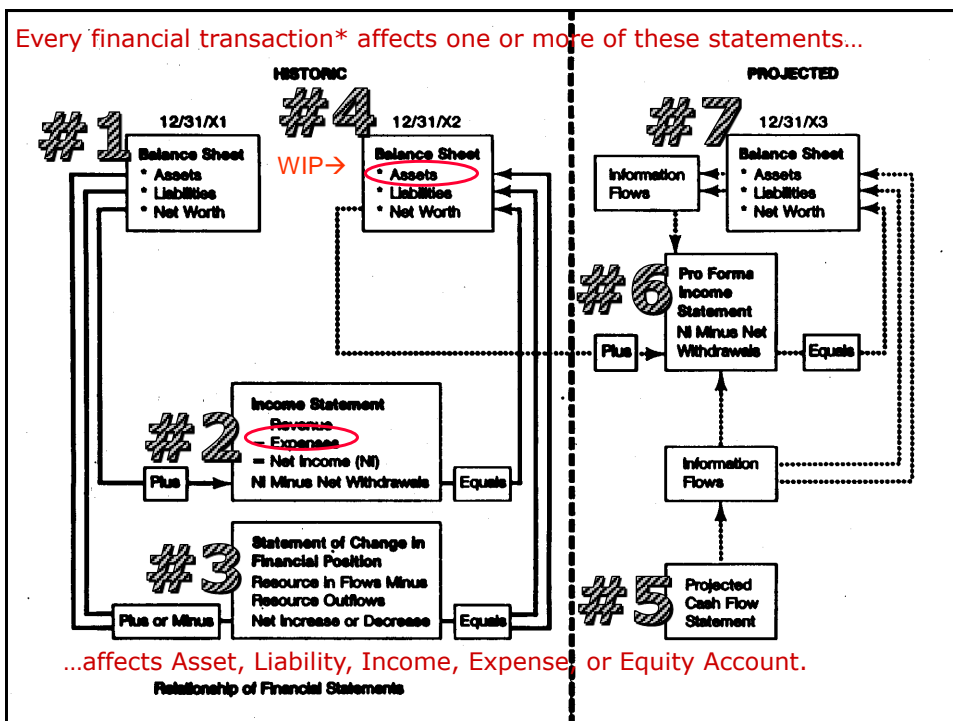 Every financial transaction* affects one or more of these statements…
HISTORIC
PROJECTED
#1
12/31/X1
Balance Sheet
* Assets
* Liabilities
* Net Worth
#4
12/31/X2
WIP→
Balance Sheet
* Assets
* Liabilities
* Net Worth
#7
12/31/X3
Information
Flows
Balance Sheet
* Assets
* Liabilities
* Net Worth
#6
Pro Forma
Income
Statement
NI Minus Net
Withdrawals
Plus
Equals
#2
Income Statement
Revenue
– Expenses
= Net Income (NI)
NI Minus Net Withdrawals
Plus
Equals
Information
Flows
#3
Statement of Change in
Financial Position
Resource in Flows Minus
Resource Outflows
Net Increase or Decrease
Plus or Minus
Equals
#5
Projected
Cash Flow
Statement
…affects Asset, Liability, Income, Expense, or Equity Account.
Relationship of Financial Statements